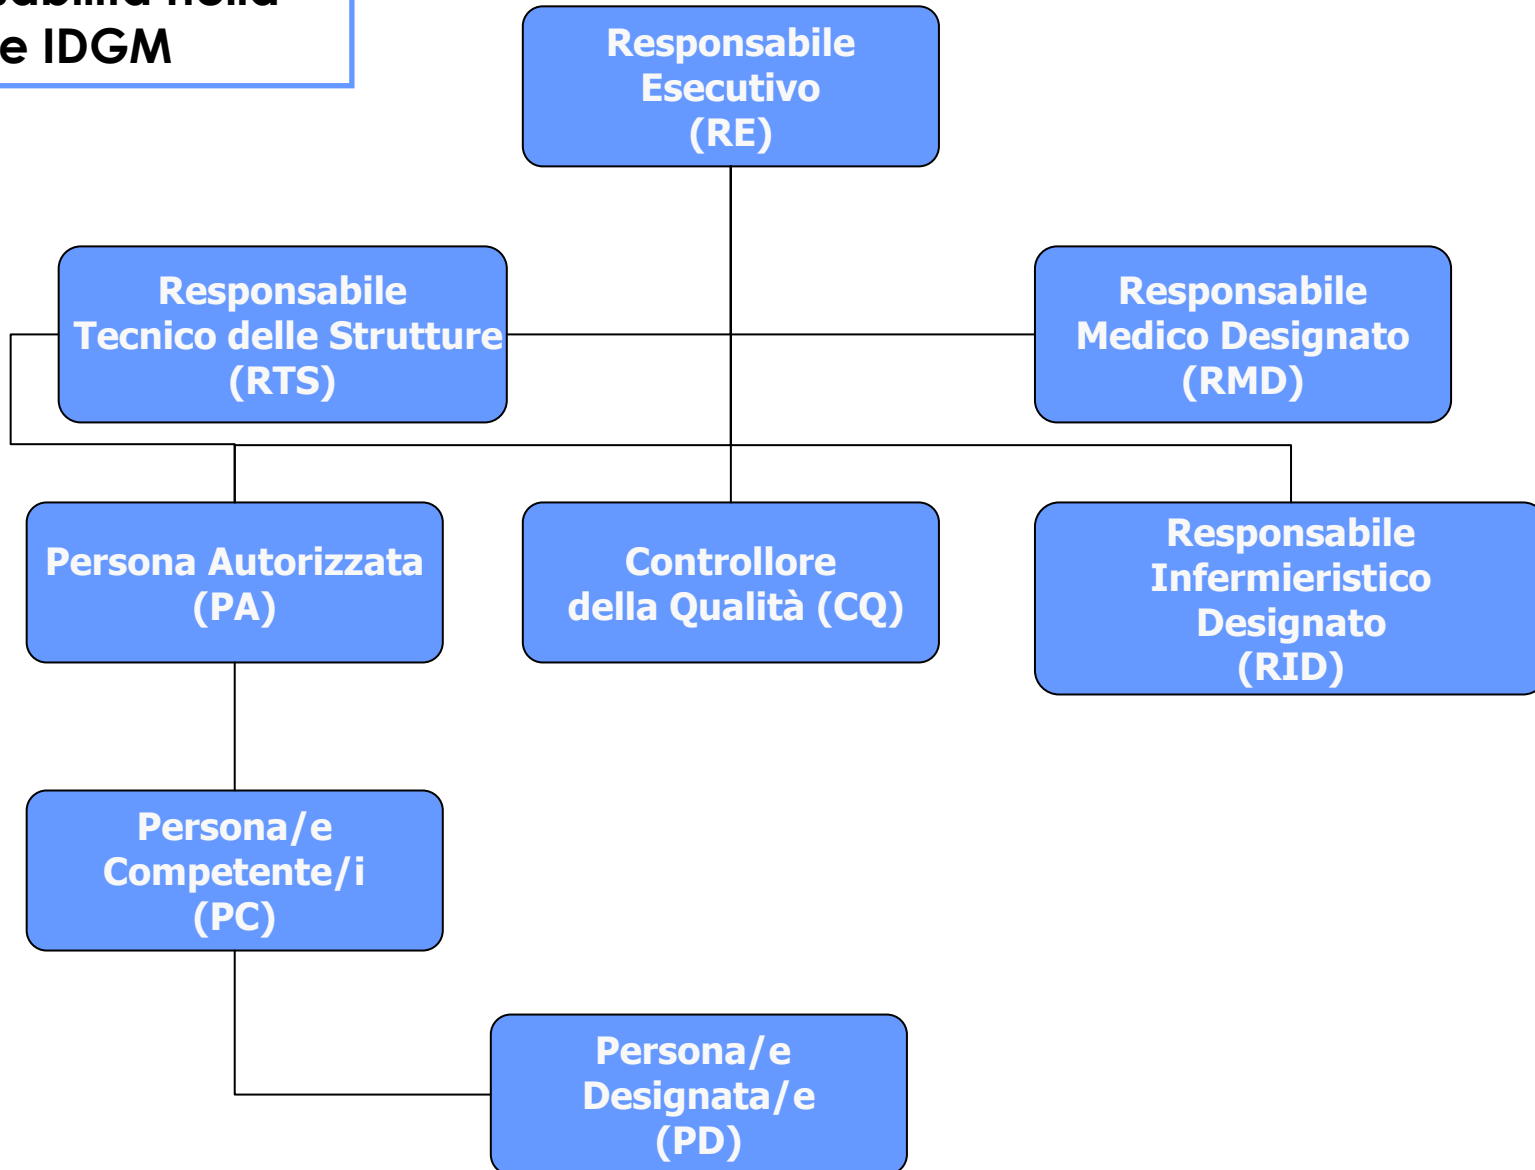 nella
e IDGM
Responsabile
Esecutivo
(RE)
Responsabile
Tecnico delle Strutture
(RTS)
Responsabile
Medico Designato
(RMD)
Persona Autorizzata
(PA)
Controllore
della Qualità (CQ)
Responsabile
Infermieristico
Designato
(RID)
Persona/e
Competente/i
(PC)
Persona/e
Designata/e
(PD)